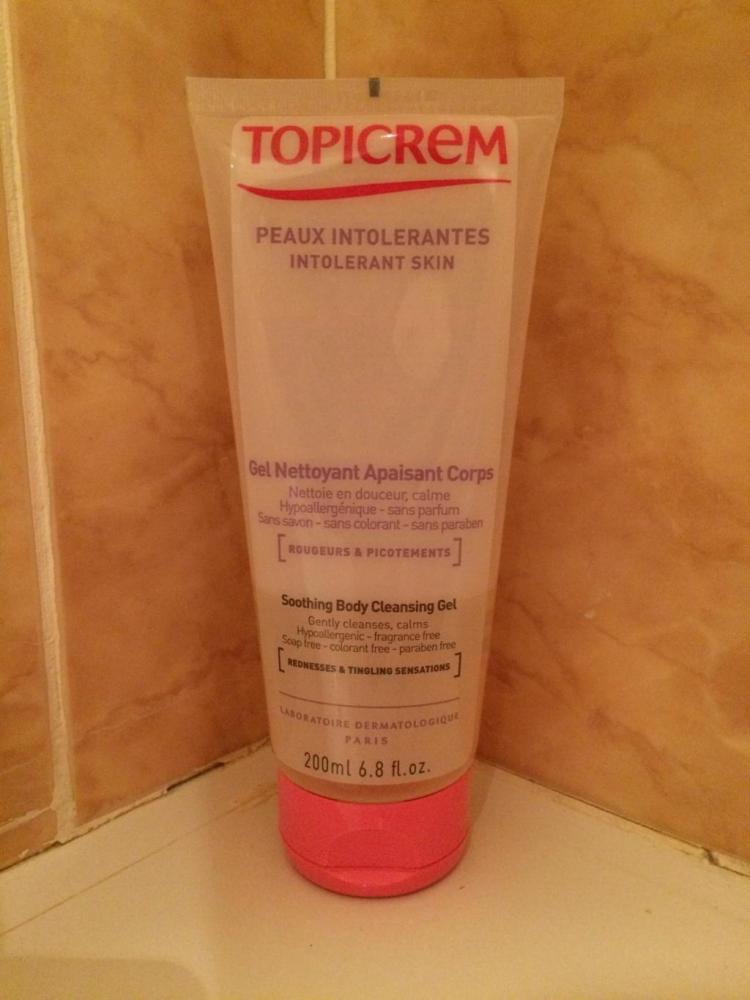 TOPICReM
PEAUX INTOLERANTES
INTOLERANT SKIN
Gel Nettoyant Apaisant Corps
Nettoie en douceur, calme
Hypoallergénique - sans parfum
Sans savon - sans colorant - sans paraben
[ROUGEURS & PICOTEMENTS]
Soothing Body Cleansing Gel
Gently cleanses, calms
Hypoallergenic - fragrance free
Soap free - colorant free - paraben free
[REDNESSES & TINGLING SENSATIONS]
LABORATOIRE DERMATOLOGIQUE
PARIS
200ml 6.8 fl.oz.